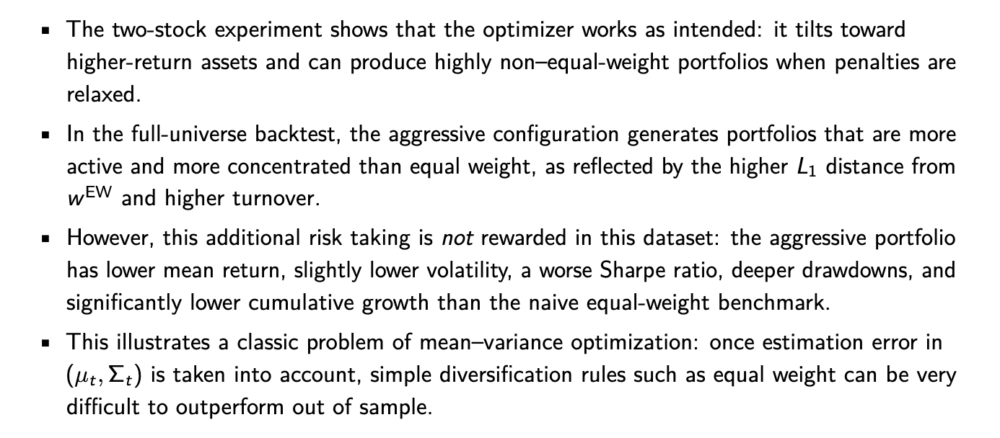 ▪ The two-stock experiment shows that the optimizer works as intended: it tilts toward
higher-return assets and can produce highly non–equal-weight portfolios when penalties are
relaxed.
▪ In the full-universe backtest, the aggressive configuration generates portfolios that are more
active and more concentrated than equal weight, as reflected by the higher L₁ distance from
w^EW and higher turnover.
▪ However, this additional risk taking is not rewarded in this dataset: the aggressive portfolio
has lower mean return, slightly lower volatility, a worse Sharpe ratio, deeper drawdowns, and
significantly lower cumulative growth than the naive equal-weight benchmark.
▪ This illustrates a classic problem of mean–variance optimization: once estimation error in
(μₜ, Σₜ) is taken into account, simple diversification rules such as equal weight can be very
difficult to outperform out of sample.